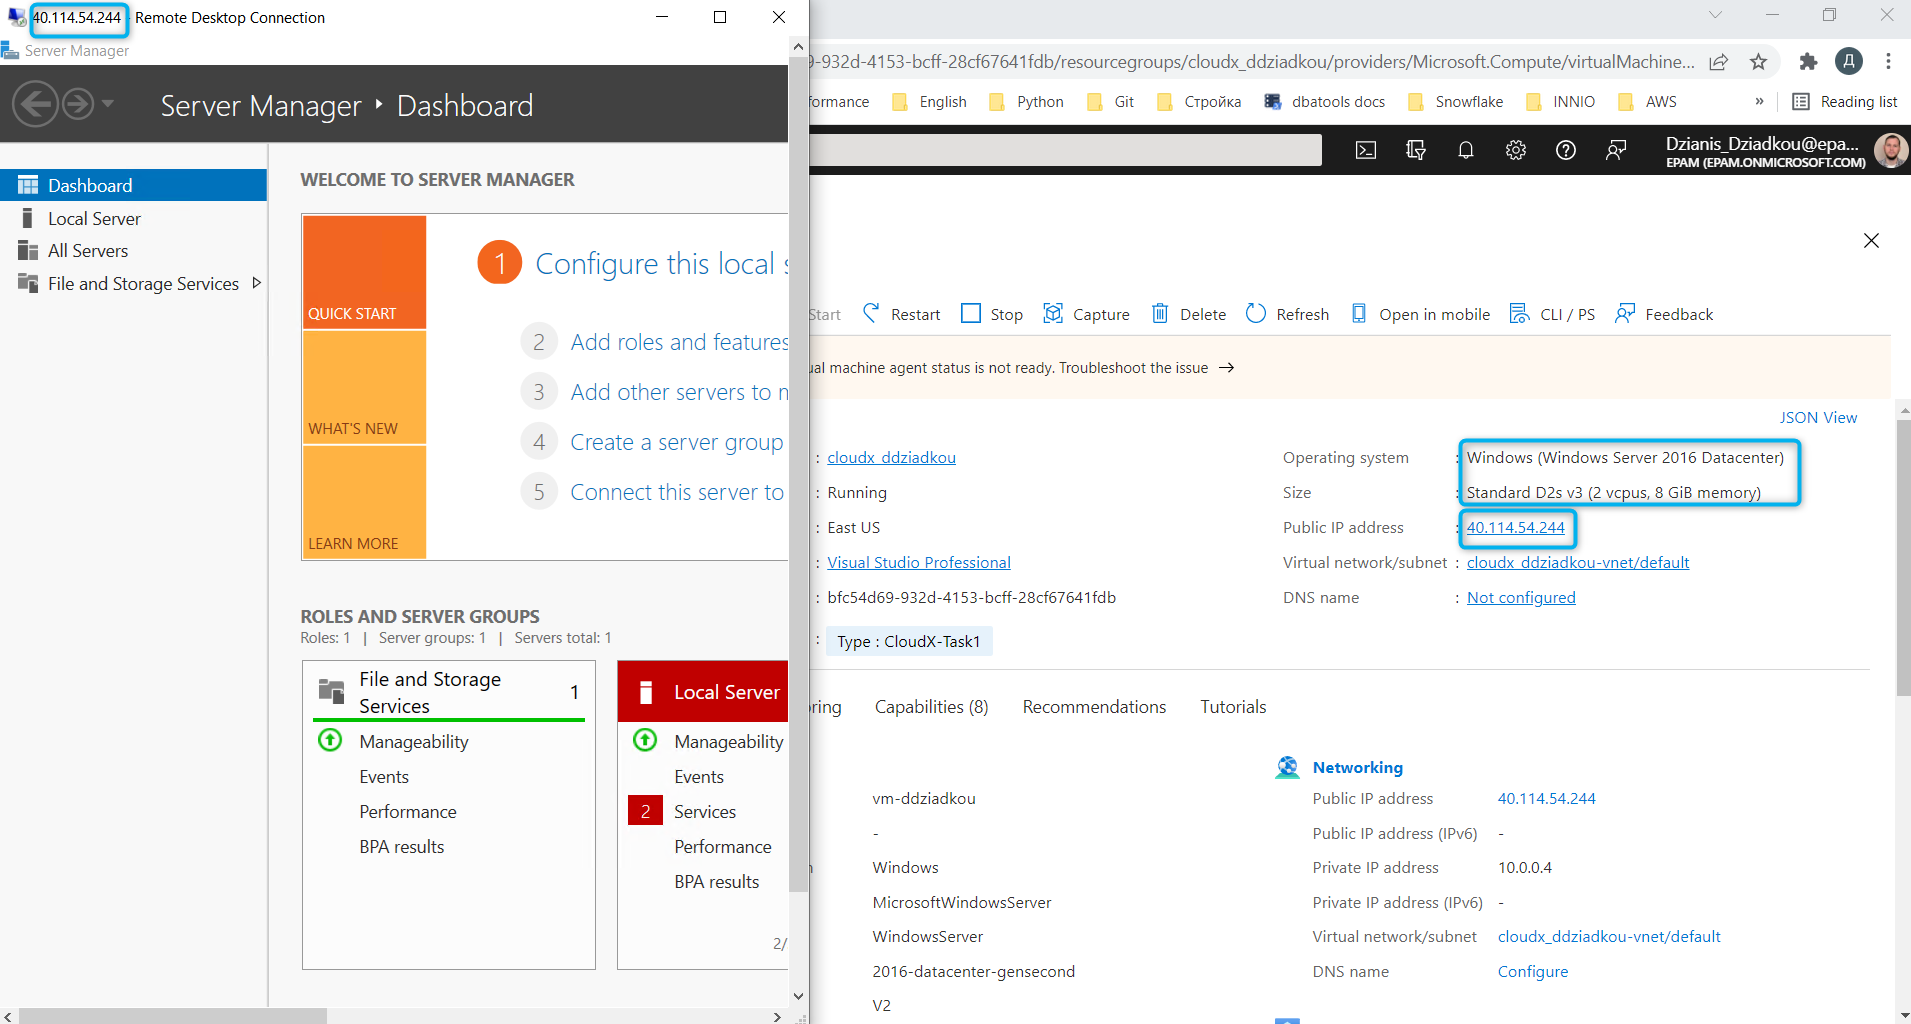 40.114.54.244 - Remote Desktop Connection
Server Manager
Server Manager ‣ Dashboard
Dashboard
Local Server
All Servers
File and Storage Services
WELCOME TO SERVER MANAGER
QUICK START
WHAT'S NEW
LEARN MORE
1 Configure this local s
2 Add roles and features
3 Add other servers to m
4 Create a server group
5 Connect this server to
ROLES AND SERVER GROUPS
Roles: 1 | Server groups: 1 | Servers total: 1
File and Storage Services 1
Manageability
Events
Performance
BPA results
Local Server
Manageability
Events
2 Services
Performance
BPA results
2/
9-932d-4153-bcff-28cf67641fdb/resourcegroups/cloudx_ddziadkou/providers/Microsoft.Compute/virtualMachine...
Д
formance
English
Python
Git
Стройка
dbatools docs
Snowflake
INNIO
AWS
»
Reading list
Dzianis_Dziadkou@epa...
EPAM (EPAM.ONMICROSOFT.COM)
Start
Restart
Stop
Capture
Delete
Refresh
Open in mobile
CLI / PS
Feedback
ual machine agent status is not ready. Troubleshoot the issue →
JSON View
: cloudx_ddziadkou
: Running
: East US
: Visual Studio Professional
: bfc54d69-932d-4153-bcff-28cf67641fdb
: Type : CloudX-Task1
Operating system : Windows (Windows Server 2016 Datacenter)
Size : Standard D2s v3 (2 vcpus, 8 GiB memory)
Public IP address : 40.114.54.244
Virtual network/subnet : cloudx_ddziadkou-vnet/default
DNS name : Not configured
oring
Capabilities (8)
Recommendations
Tutorials
vm-ddziadkou
-
Windows
MicrosoftWindowsServer
WindowsServer
2016-datacenter-gensecond
V2
Networking
Public IP address 40.114.54.244
Public IP address (IPv6) -
Private IP address 10.0.0.4
Private IP address (IPv6) -
Virtual network/subnet cloudx_ddziadkou-vnet/default
DNS name Configure